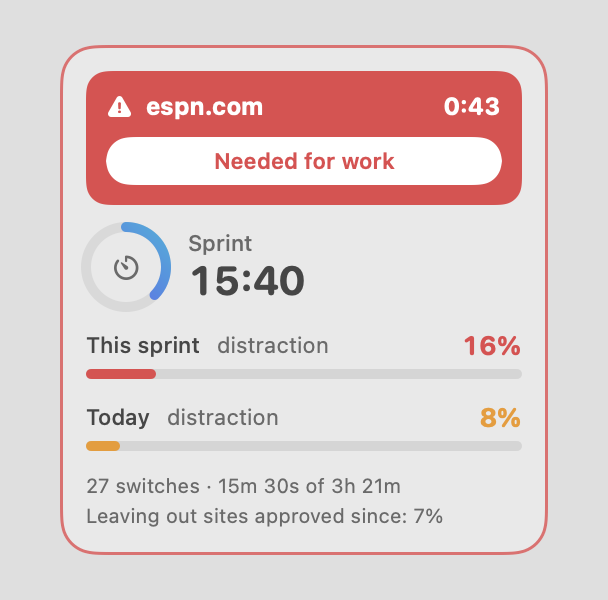 espn.com 0:43
Needed for work
Sprint
15:40
This sprint distraction 16%
Today distraction 8%
27 switches · 15m 30s of 3h 21m
Leaving out sites approved since: 7%